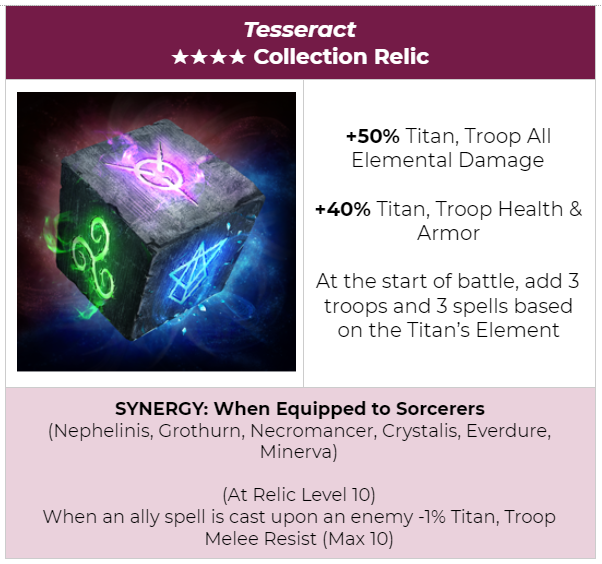 Tesseract
★★★★ Collection Relic
+50% Titan, Troop All
Elemental Damage
+40% Titan, Troop Health &
Armor
At the start of battle, add 3
troops and 3 spells based
on the Titan's Element
SYNERGY: When Equipped to Sorcerers
(Nephelinis, Grothurn, Necromancer, Crystalis, Everdure,
Minerva)
(At Relic Level 10)
When an ally spell is cast upon an enemy -1% Titan, Troop
Melee Resist (Max 10)